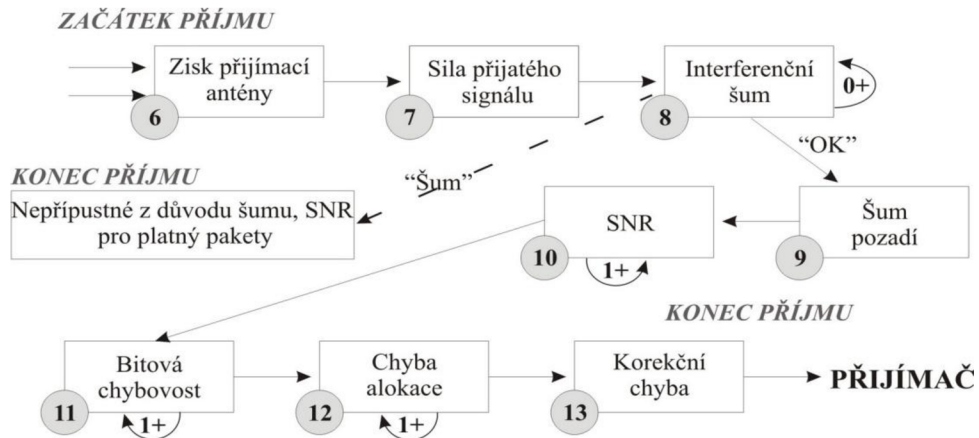 ZAČÁTEK PŘÍJMU
Zisk přijímací
antény
6
Sila přijatého
signálu
7
Interferenční
šum
8
0+
“OK”
“Šum”
KONEC PŘÍJMU
Nepřípustné z důvodu šumu, SNR
pro platný pakety
SNR
10
1+
Šum
pozadí
9
KONEC PŘÍJMU
Bitová
chybovost
11
1+
Chyba
alokace
12
1+
Korekční
chyba
13
PŘIJÍMAČ